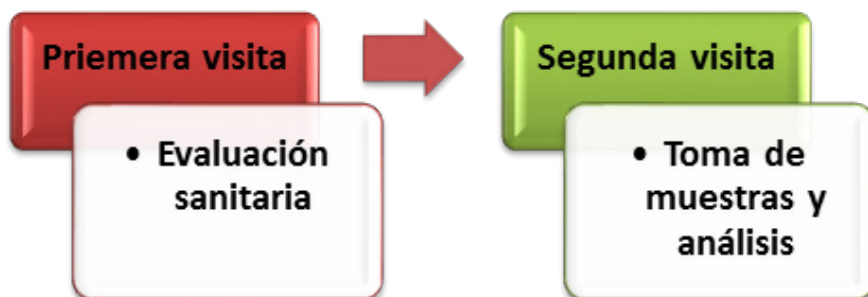 Priemera visita
• Evaluación
sanitaria
Segunda visita
• Toma de
muestras y
análisis